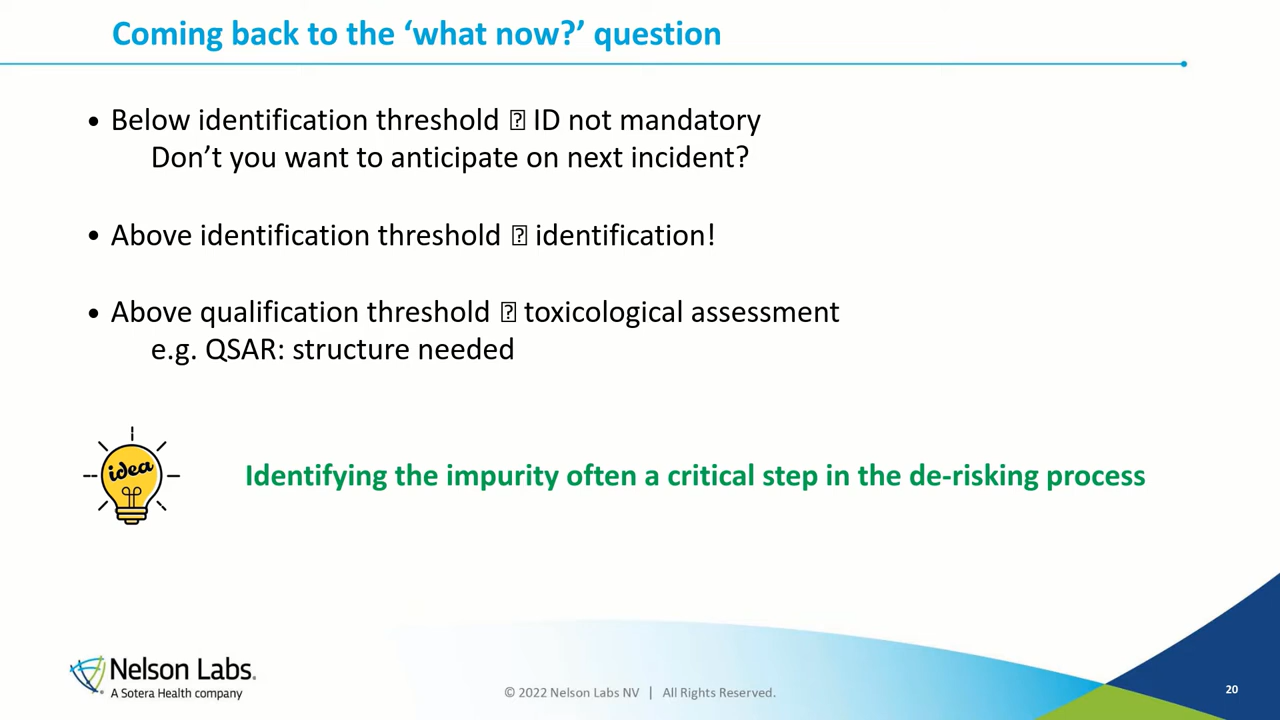 Coming back to the ‘what now?’ question
• Below identification threshold ⍰ ID not mandatory
Don’t you want to anticipate on next incident?
• Above identification threshold ⍰ identification!
• Above qualification threshold ⍰ toxicological assessment
e.g. QSAR: structure needed
idea
Identifying the impurity often a critical step in the de-risking process
Nelson Labs.
A Sotera Health company
© 2022 Nelson Labs NV | All Rights Reserved.
20